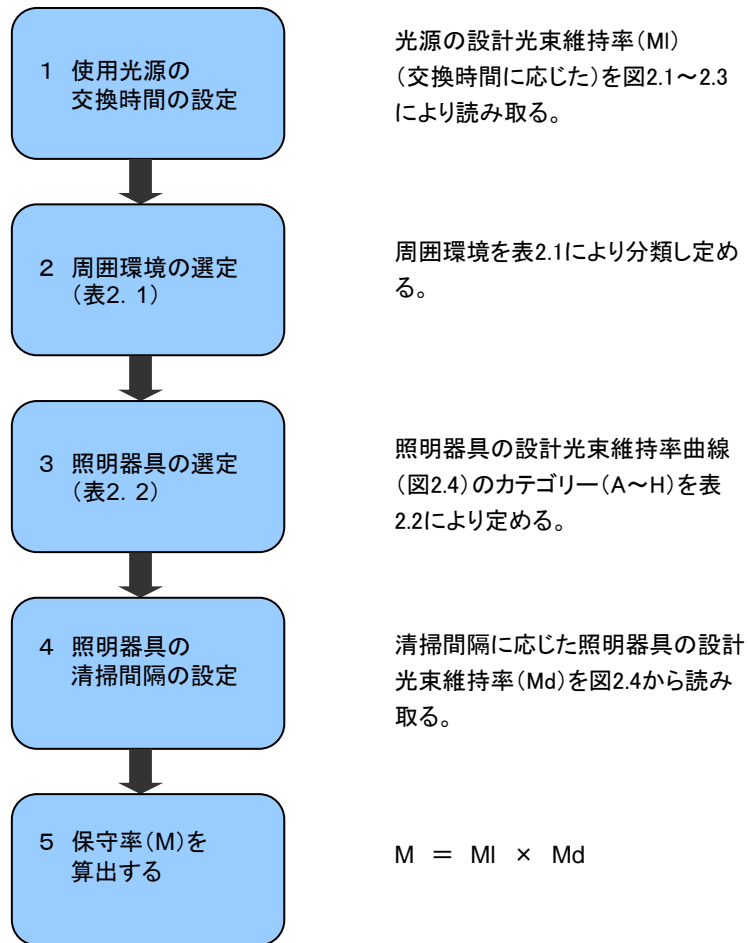 1 使用光源の
交換時間の設定
光源の設計光束維持率（Ml）
（交換時間に応じた）を図2.1～2.3
により読み取る。
2 周囲環境の選定
（表2．1）
周囲環境を表2.1により分類し定め
る。
3 照明器具の選定
（表2．2）
照明器具の設計光束維持率曲線
（図2.4）のカテゴリー（A～H）を表
2.2により定める。
4 照明器具の
清掃間隔の設定
清掃間隔に応じた照明器具の設計
光束維持率（Md）を図2.4から読み
取る。
5 保守率（M）を
算出する
M ＝ Ml × Md